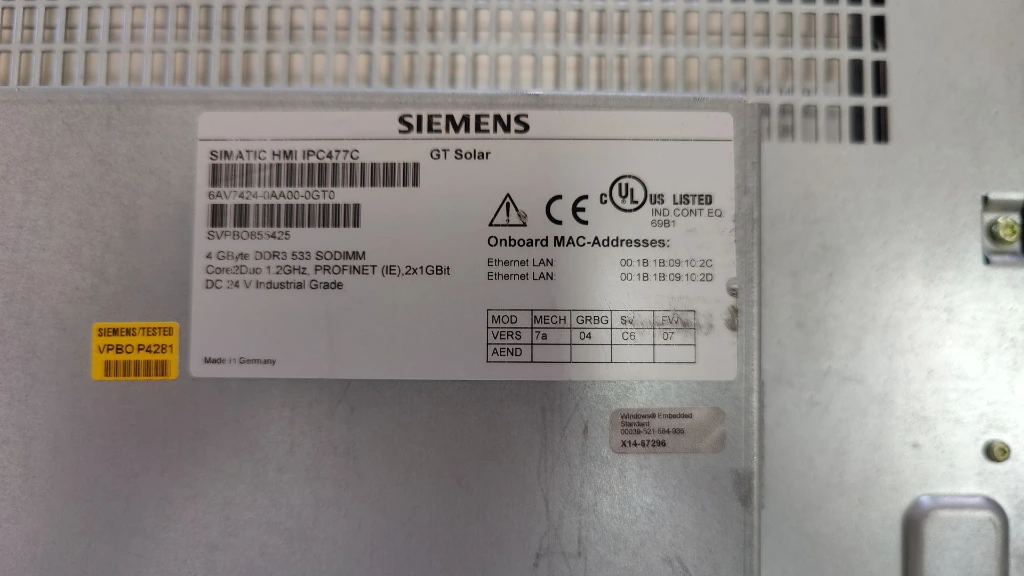 SIEMENS
SIMATIC HMI IPC477C GT Solar
6AV7424-0AA00-0GT0
SVPBO855425
4 GByte DDR3 533 SODIMM
Core2Duo 1.2GHz, PROFINET (IE),2x1GBit
DC 24 V Industrial Grade
Made in Germany
CE
C UL US LISTED
IND.CONT.EQ.
69B1
Onboard MAC-Addresses:
Ethernet LAN: 00:1B:1B:09:10:2C
Ethernet LAN: 00:1B:1B:09:10:2D
MOD MECH GRBG SV FW
VERS 7a 04 C6 07
AEND
SIEMENS/TESTED
VPBO P4281
Windows® Embedded
Standard
X14-67296